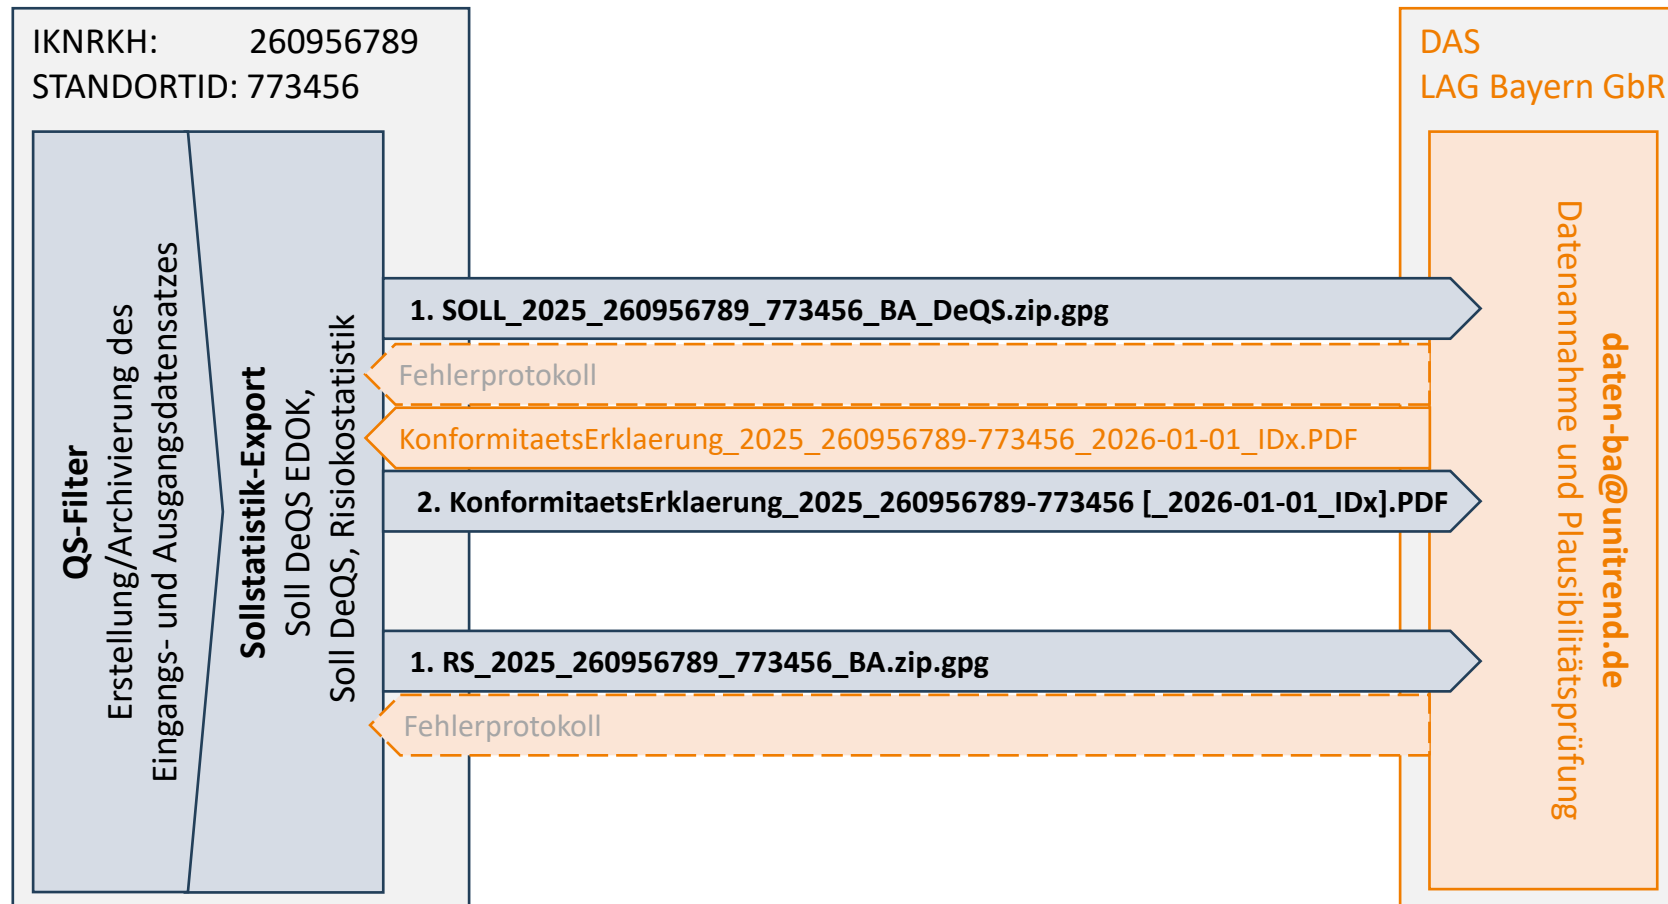 IKNRKH: 260956789
STANDORTID: 773456
QS-Filter
Erstellung/Archivierung des
Eingangs- und Ausgangsdatensatzes
Sollstatistik-Export
Soll DeQS EDOK,
Soll DeQS, Risiokostatistik
1. SOLL_2025_260956789_773456_BA_DeQS.zip.gpg
Fehlerprotokoll
KonformitaetsErklaerung_2025_260956789-773456_2026-01-01_IDx.PDF
2. KonformitaetsErklaerung_2025_260956789-773456 [_2026-01-01_IDx].PDF
1. RS_2025_260956789_773456_BA.zip.gpg
Fehlerprotokoll
DAS
LAG Bayern GbR
daten-ba@unitrend.de
Datenannahme und Plausibilitätsprüfung